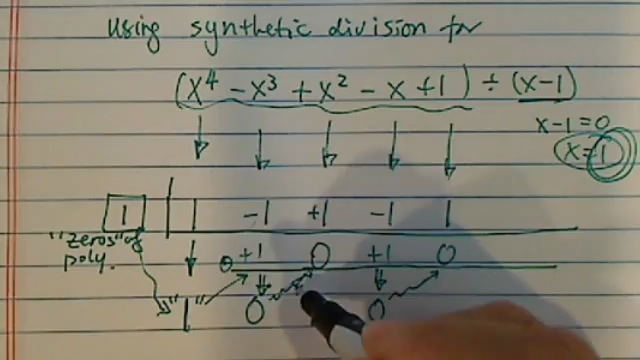 Using synthetic division for
(x⁴ - x³ + x² - x + 1) ÷ (x-1)
x-1=0
x=1
1 | 1 -1 +1 -1 1
"zeros" of
poly.
+1 0 +1 0
"1" 0 0